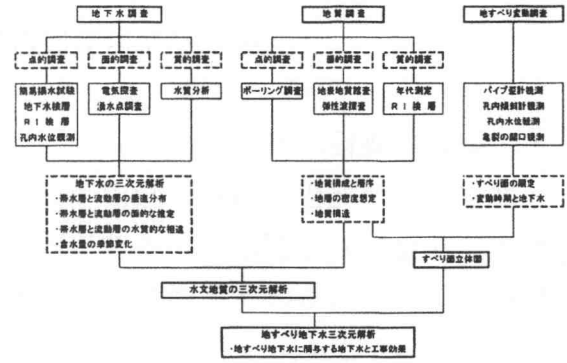 地下水調査
地質調査
地すべり変動調査
点的調査
面的調査
質的調査
点的調査
面的調査
質的調査
簡易揚水試験
地下水検層
RI検層
孔内水位観測
電気探査
湧水点調査
水質分析
ボーリング調査
地表地質踏査
弾性波探査
年代測定
RI検層
パイプ歪計観測
孔内傾斜計観測
孔内水位観測
亀裂の開口観測
地下水の三次元解析
・帯水層と流動層の垂直分布
・帯水層と流動層の面的な推定
・帯水層と流動層の水質的な相違
・含水量の季節変化
・地質構成と層序
・地層の密度想定
・地質構造
・すべり面の限定
・変動時期と地下水
すべり面立体図
水文地質の三次元解析
地すべり地下水三次元解析
・地すべり地下水に関与する地下水と工事効果